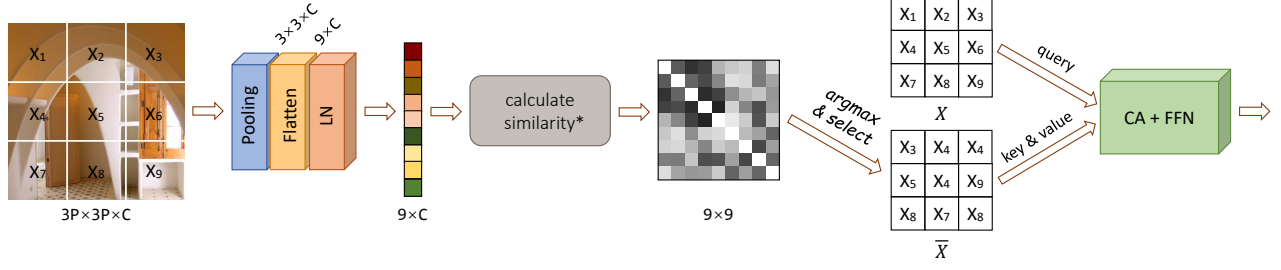 X1 X2 X3
X4 X5 X6
X7 X8 X9
3P×3P×C
Pooling
Flatten
LN
3×3×C
9×C
9×C
calculate
similarity*
9×9
argmax
& select
X1 X2 X3
X4 X5 X6
X7 X8 X9
X
X3 X4 X4
X5 X4 X9
X8 X7 X8
X̅
query
key & value
CA + FFN